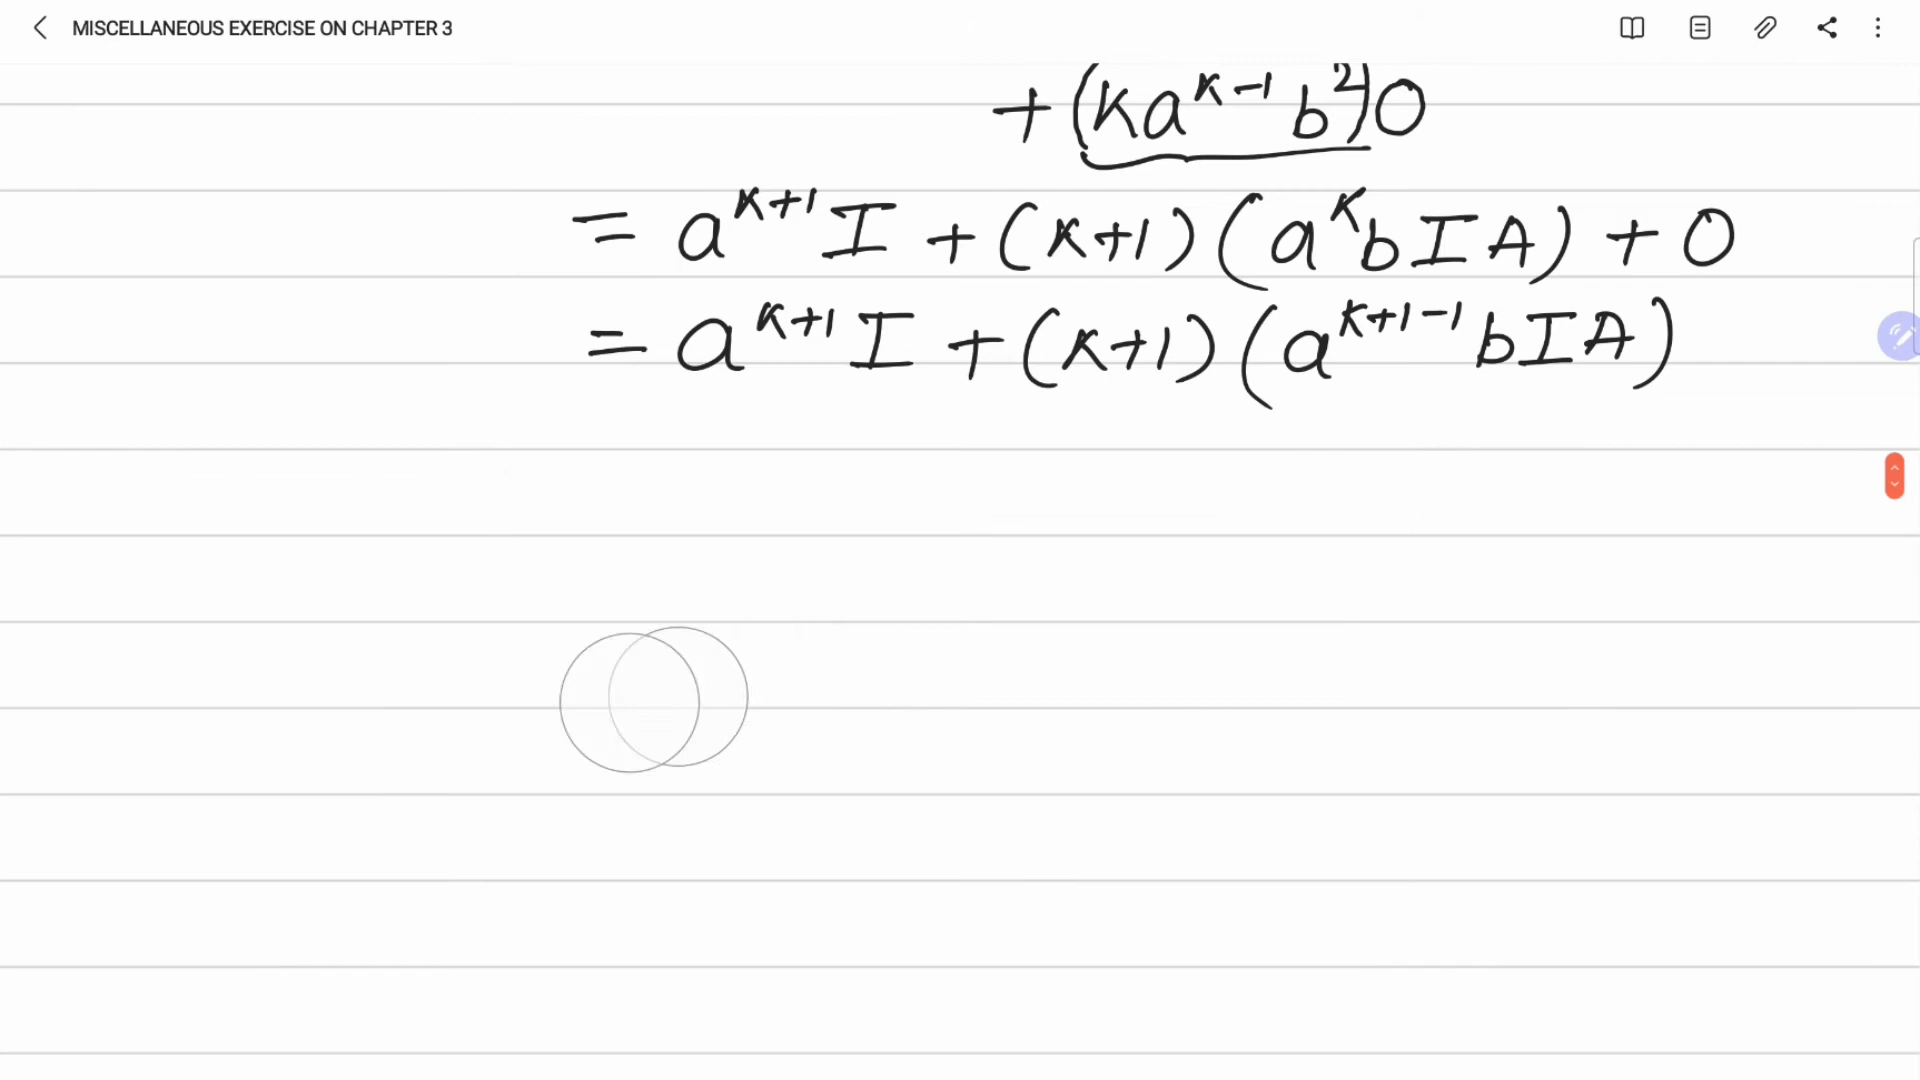 MISCELLANEOUS EXERCISE ON CHAPTER 3
+ (Ka^{K-1} b^2) O
= a^{K+1} I + (K+1) (a^K b I A) + O
= a^{K+1} I + (K+1) (a^{K+1-1} b I A)